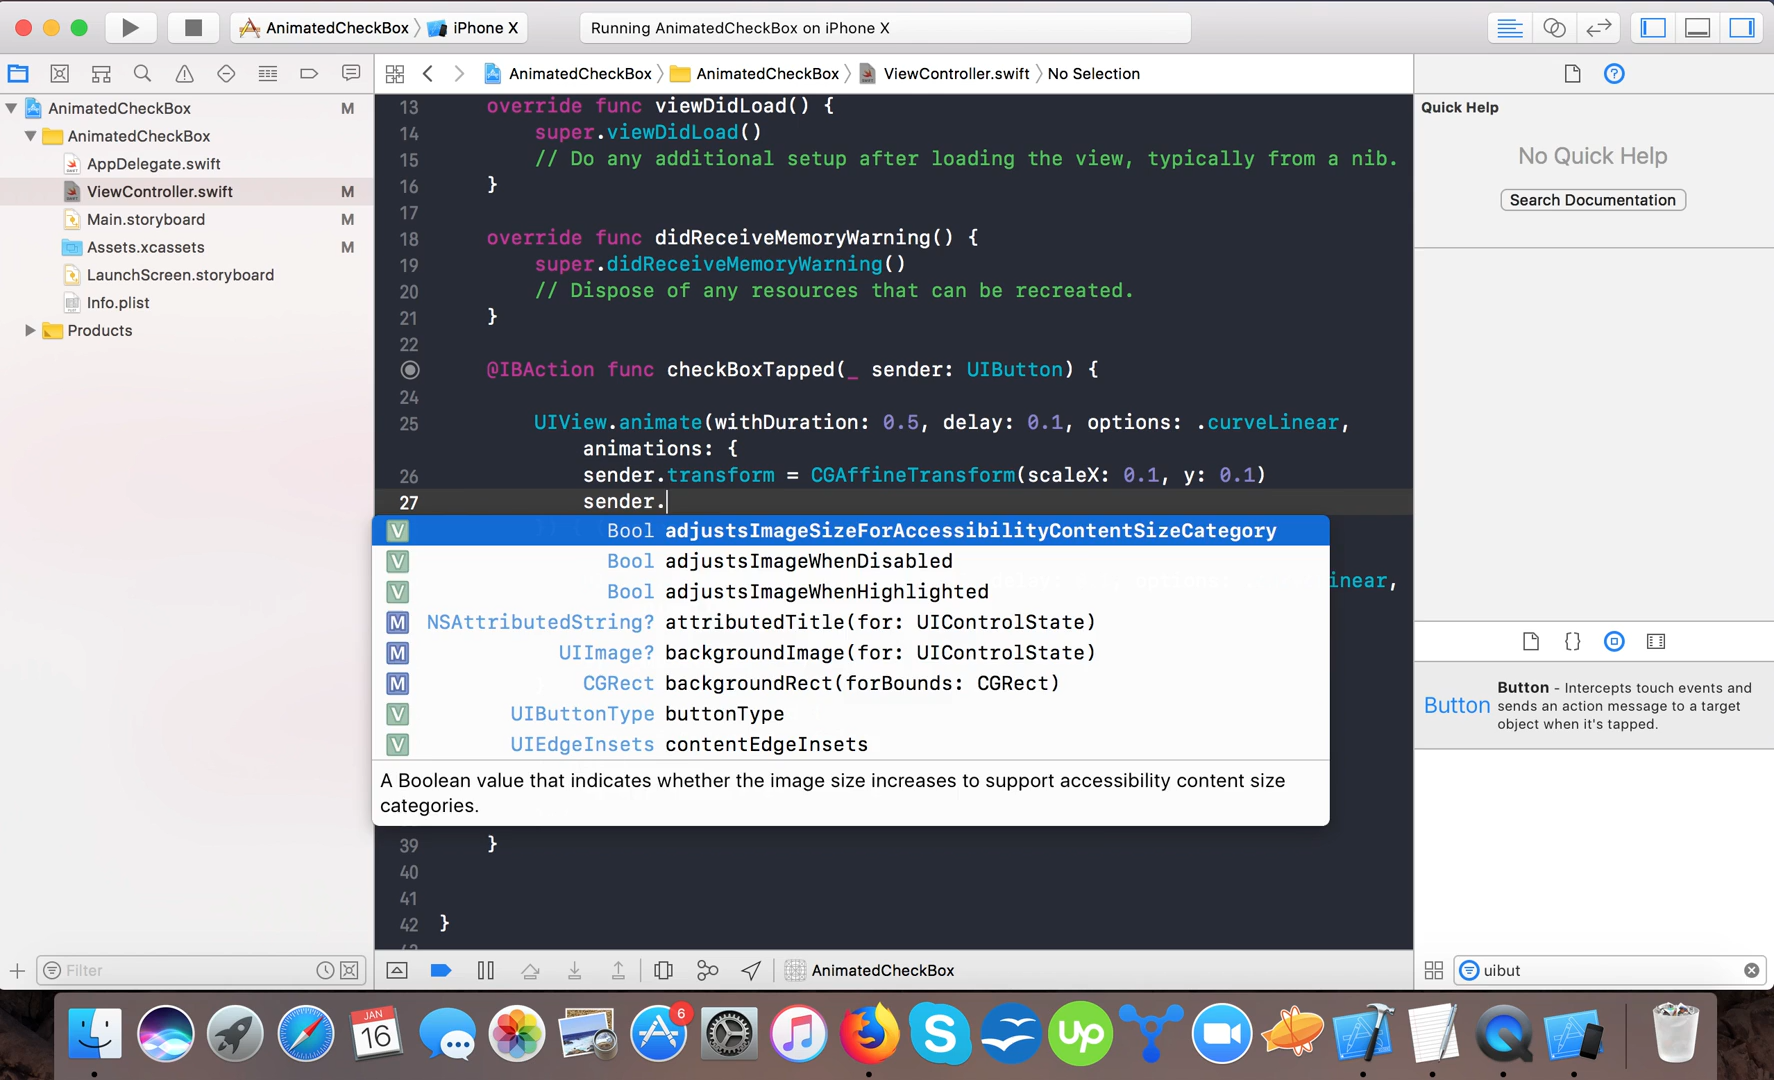 AnimatedCheckBox
iPhone X
Running AnimatedCheckBox on iPhone X
AnimatedCheckBox
AnimatedCheckBox
ViewController.swift
No Selection
AnimatedCheckBox M
AnimatedCheckBox
AppDelegate.swift
ViewController.swift M
Main.storyboard M
Assets.xcassets M
LaunchScreen.storyboard
Info.plist
Products
Filter
13 override func viewDidLoad() {
14 super.viewDidLoad()
15 // Do any additional setup after loading the view, typically from a nib.
16 }
17
18 override func didReceiveMemoryWarning() {
19 super.didReceiveMemoryWarning()
20 // Dispose of any resources that can be recreated.
21 }
22
@IBAction func checkBoxTapped(_ sender: UIButton) {
24
25 UIView.animate(withDuration: 0.5, delay: 0.1, options: .curveLinear,
animations: {
26 sender.transform = CGAffineTransform(scaleX: 0.1, y: 0.1)
27 sender.
V Bool adjustsImageSizeForAccessibilityContentSizeCategory
V Bool adjustsImageWhenDisabled
inear,
V Bool adjustsImageWhenHighlighted
M NSAttributedString? attributedTitle(for: UIControlState)
M UIImage? backgroundImage(for: UIControlState)
M CGRect backgroundRect(forBounds: CGRect)
V UIButtonType buttonType
V UIEdgeInsets contentEdgeInsets
A Boolean value that indicates whether the image size increases to support accessibility content size
categories.
39 }
40
41
42 }
AnimatedCheckBox
Quick Help
No Quick Help
Search Documentation
Button
Button - Intercepts touch events and
sends an action message to a target
object when it's tapped.
uibut
JAN
16
6
S
up